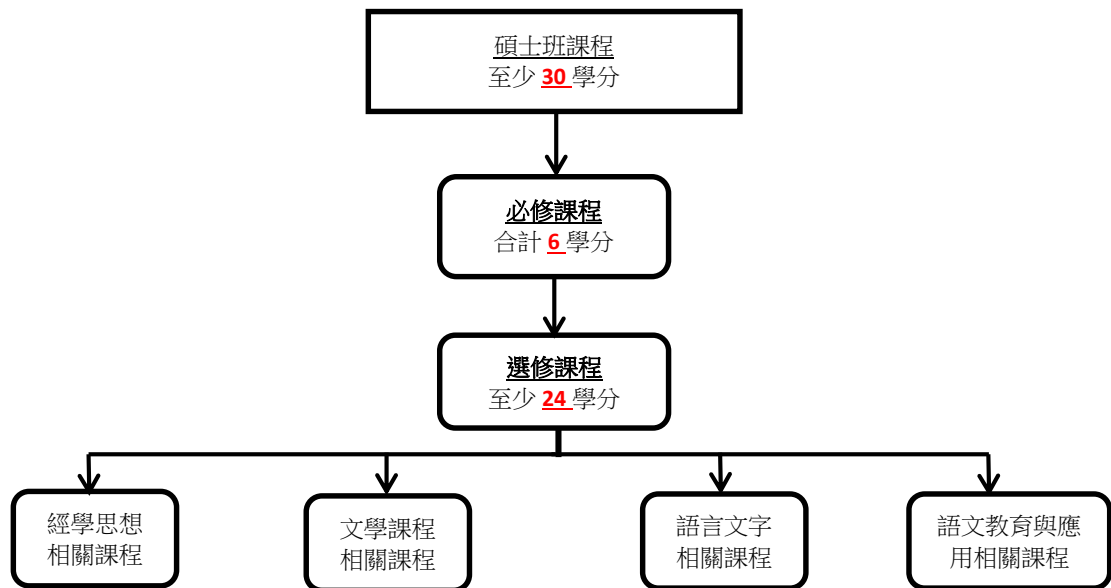 碩士班課程
至少 30 學分
必修課程
合計 6 學分
選修課程
至少 24 學分
經學思想
相關課程
文學課程
相關課程
語言文字
相關課程
語文教育與應
用相關課程